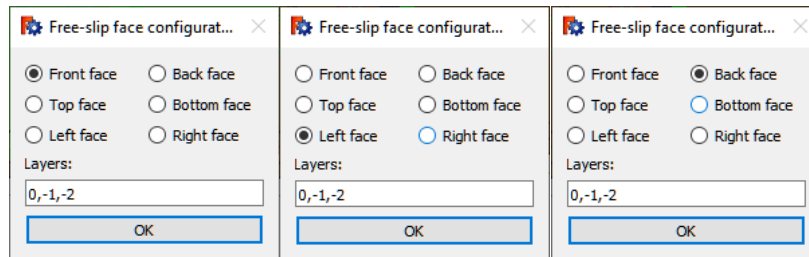 Free-slip face configurat...
Front face Back face
Top face Bottom face
Left face Right face
Layers:
0,-1,-2
OK
Free-slip face configurat...
Front face Back face
Top face Bottom face
Left face Right face
Layers:
0,-1,-2
OK
Free-slip face configurat...
Front face Back face
Top face Bottom face
Left face Right face
Layers:
0,-1,-2
OK